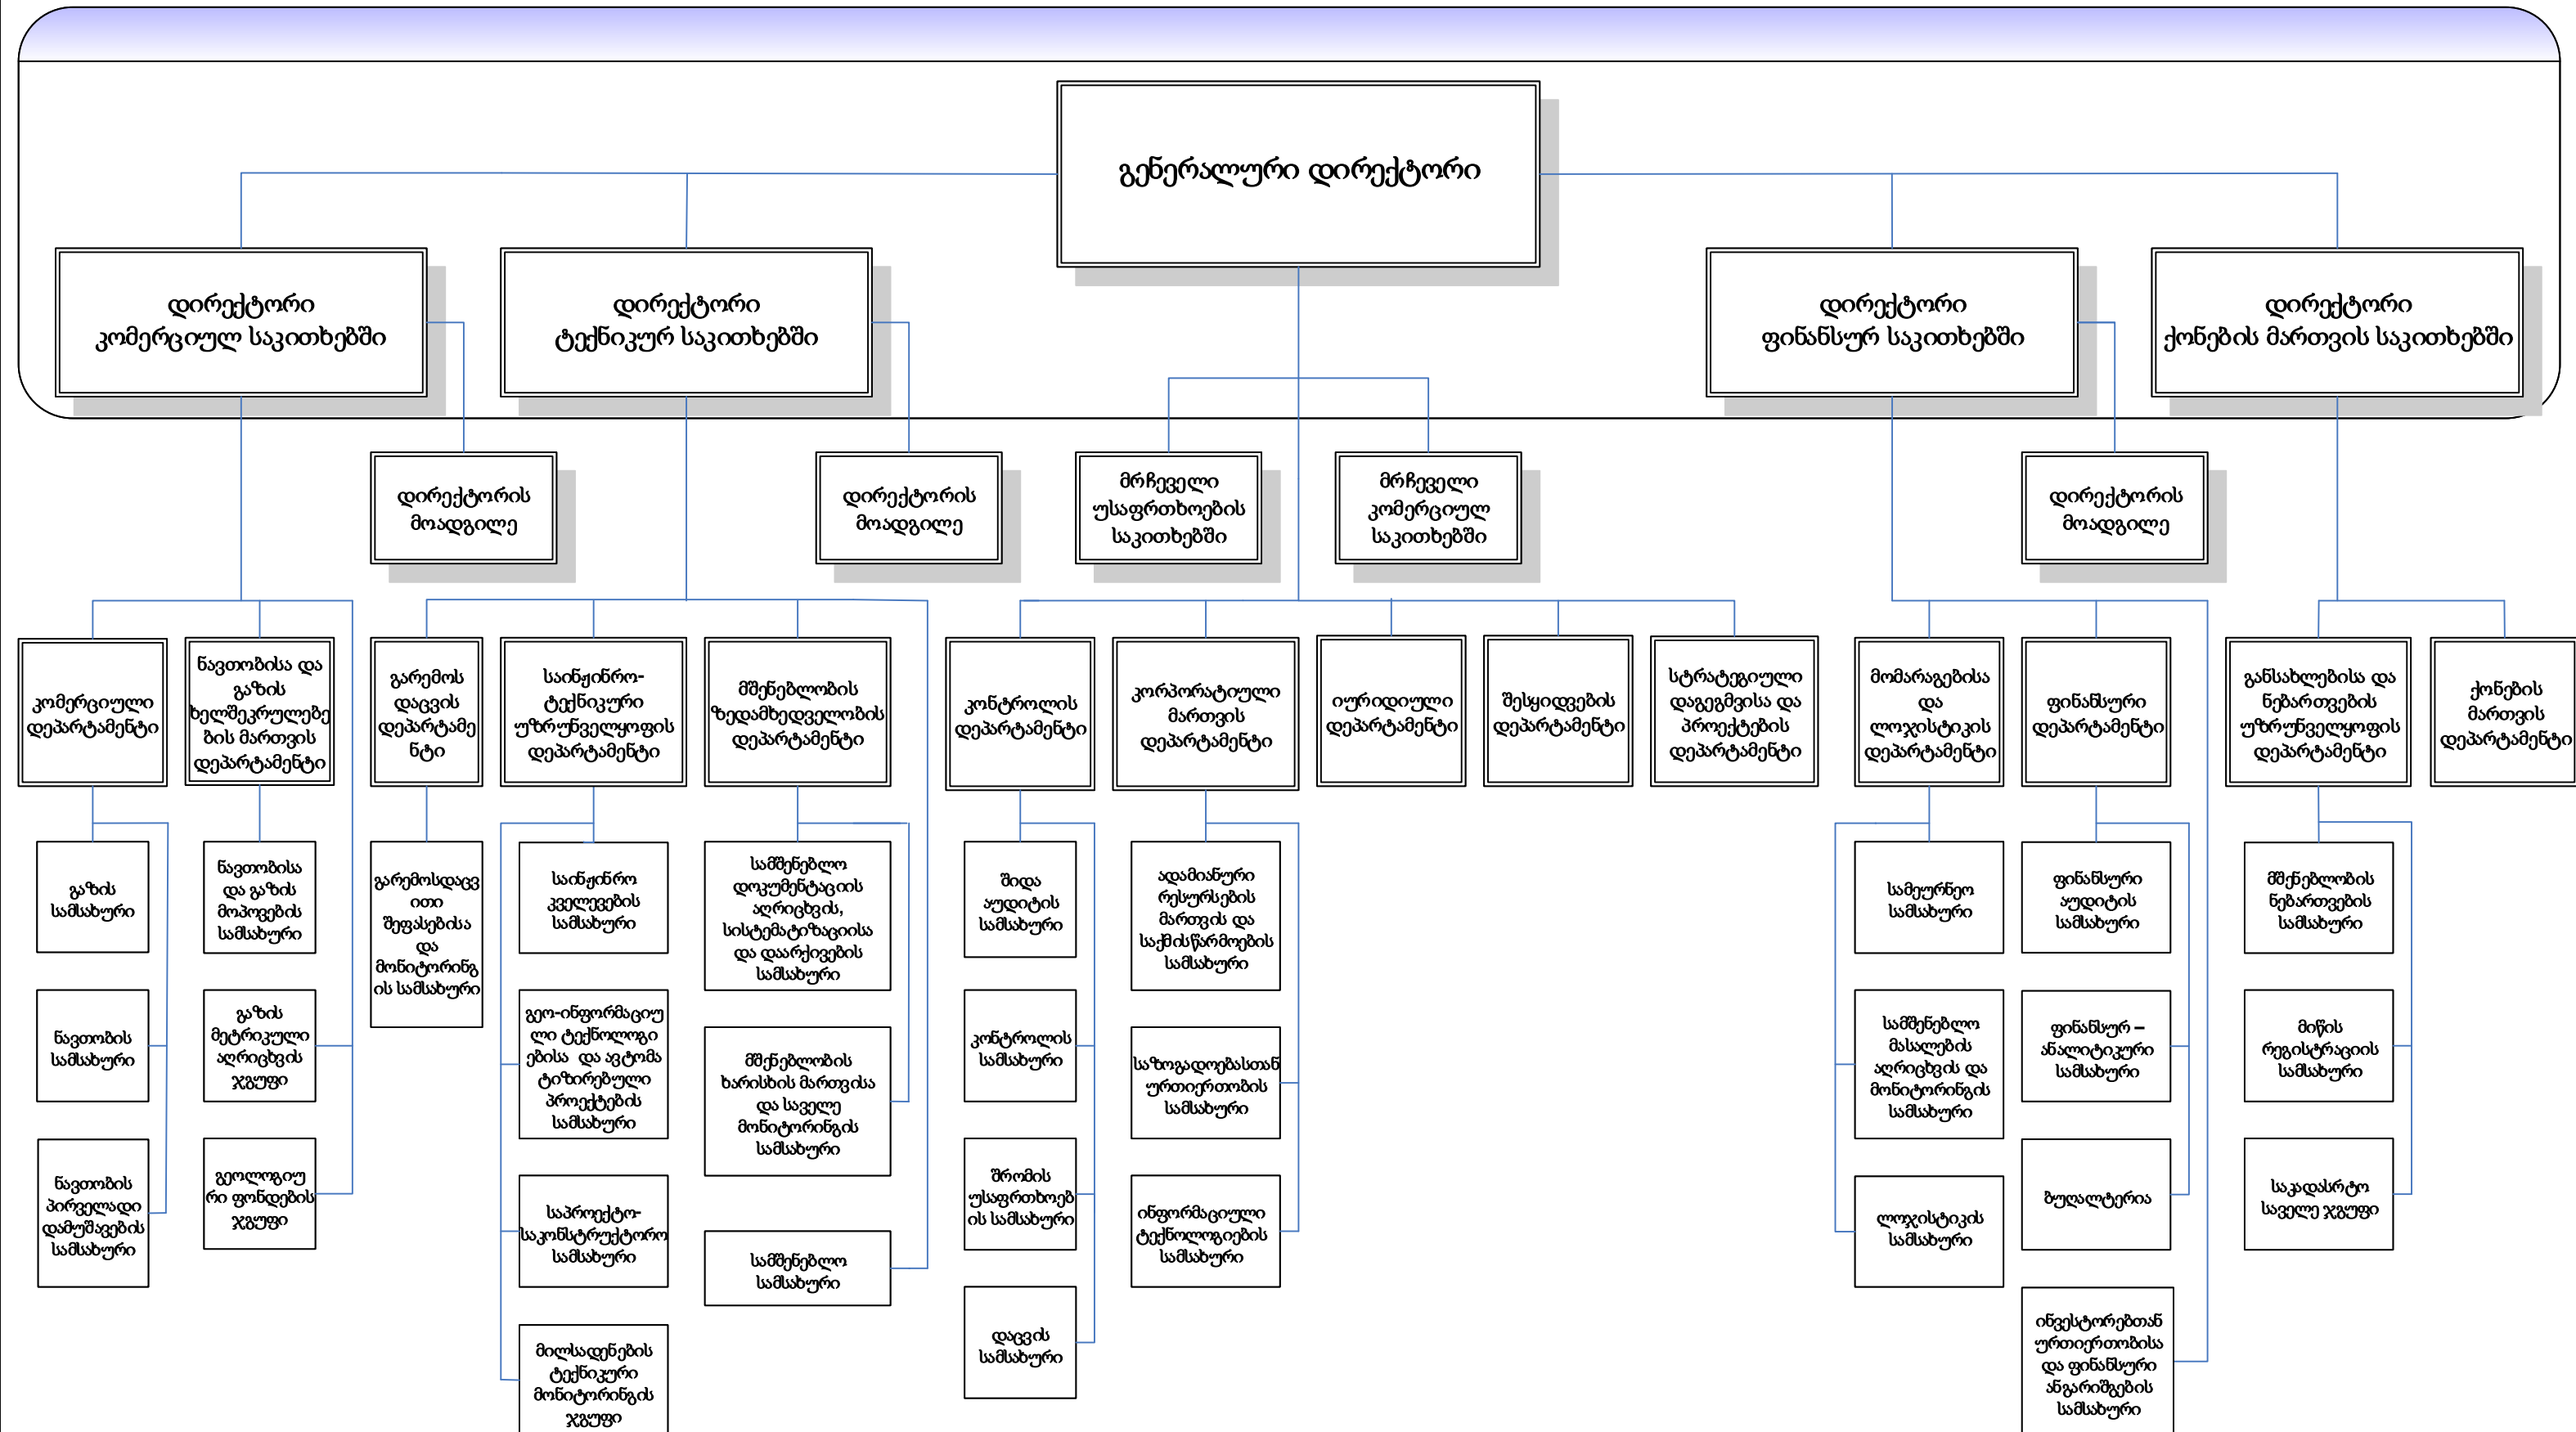 გენერალური დირექტორი
დირექტორი
კომერციულ საკითხებში
დირექტორი
ტექნიკურ საკითხებში
დირექტორი
ფინანსურ საკითხებში
დირექტორი
ქონების მართვის საკითხებში
დირექტორის
მოადგილე
დირექტორის
მოადგილე
მრჩეველი
უსაფრთხოების
საკითხებში
მრჩეველი
კომერციულ
საკითხებში
დირექტორის
მოადგილე
კომერციული
დეპარტამენტი
ნავთობისა და
გაზის
ხელშეკრულებე
ბის მართვის
დეპარტამენტი
გარემოს
დაცვის
დეპარტამე
ნტი
საინჟინრო-
ტექნიკური
უზრუნველყოფის
დეპარტამენტი
მშენებლობის
ზედამხედველობის
დეპარტამენტი
კონტროლის
დეპარტამენტი
კორპორატიული
მართვის
დეპარტამენტი
იურიდიული
დეპარტამენტი
შესყიდვების
დეპარტამენტი
სტრატეგიული
დაგეგმვისა და
პროექტების
დეპარტამენტი
მომარაგებისა
და
ლოჯისტიკის
დეპარტამენტი
ფინანსური
დეპარტამენტი
განსახლებისა და
ნებართვების
უზრუნველყოფის
დეპარტამენტი
ქონების
მართვის
დეპარტამენტი
გაზის
სამსახური
ნავთობის
სამსახური
ნავთობის
პირველადი
დამუშავების
სამსახური
ნავთობისა
და გაზის
მოპოვების
სამსახური
გაზის
მეტრიკული
აღრიცხვის
ჯგუფი
გეოლოგიუ
რი ფონდების
ჯგუფი
გარემოსდაცვ
ითი
შეფასებისა
და
მონიტორინგ
ის სამსახური
საინჟინრო
კვლევების
სამსახური
გეო-ინფორმაციუ
ლი ტექნოლოგი
ებისა და ავტომა
ტიზირებული
პროექტების
სამსახური
საპროექტო-
საკონსტრუქტორო
სამსახური
მილსადენების
ტექნიკური
მონიტორინგის
ჯგუფი
სამშენებლო
დოკუმენტაციის
აღრიცხვის,
სისტემატიზაციისა
და დაარქივების
სამსახური
მშენებლობის
ხარისხის მართვისა
და საველე
მონიტორინგის
სამსახური
სამშენებლო
სამსახური
შიდა
აუდიტის
სამსახური
კონტროლის
სამსახური
შრომის
უსაფრთხოებ
ის სამსახური
დაცვის
სამსახური
ადამიანური
რესურსების
მართვის და
საქმისწარმოების
სამსახური
საზოგადოებასთან
ურთიერთობის
სამსახური
ინფორმაციული
ტექნოლოგიების
სამსახური
სამეურნეო
სამსახური
სამშენებლო
მასალების
აღრიცხვის და
მონიტორინგის
სამსახური
ლოჯისტიკის
სამსახური
ფინანსური
აუდიტის
სამსახური
ფინანსურ –
ანალიტიკური
სამსახური
ბუღალტერია
ინვესტორებთან
ურთიერთობისა
და ფინანსური
ანგარიშგების
სამსახური
მშენებლობის
ნებართვების
სამსახური
მიწის
რეგისტრაციის
სამსახური
საკადასრტო
საველე ჯგუფი